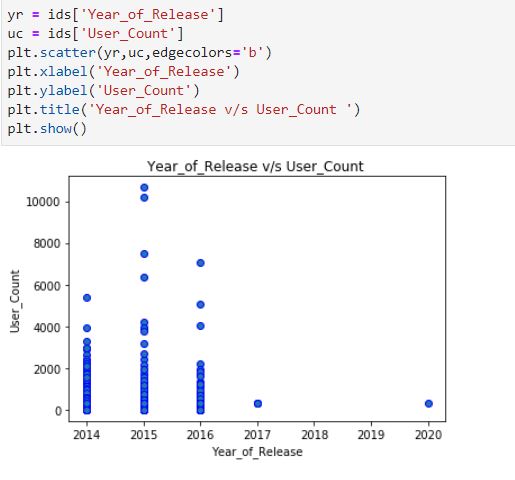 yr = ids['Year_of_Release']
uc = ids['User_Count']
plt.scatter(yr,uc,edgecolors='b')
plt.xlabel('Year_of_Release')
plt.ylabel('User_Count')
plt.title('Year_of_Release v/s User_Count ')
plt.show()
Year_of_Release v/s User_Count
10000
8000
6000
4000
2000
0
User_Count
2014 2015 2016 2017 2018 2019 2020
Year_of_Release